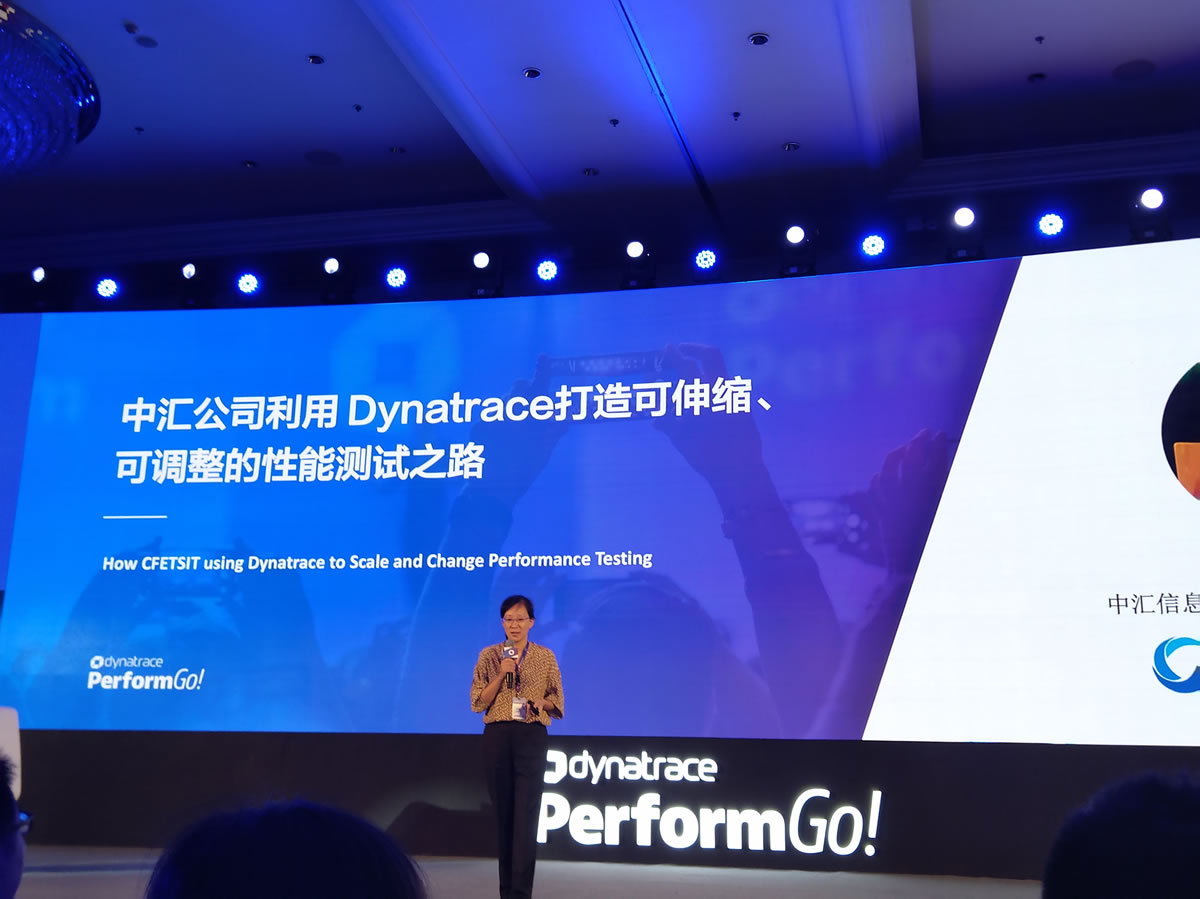 中汇公司利用 Dynatrace打造可伸缩、
可调整的性能测试之路
How CFETSIT using Dynatrace to Scale and Change Performance Testing
dynatrace
PerformGo!
中汇信息
dynatrace
PerformGo!